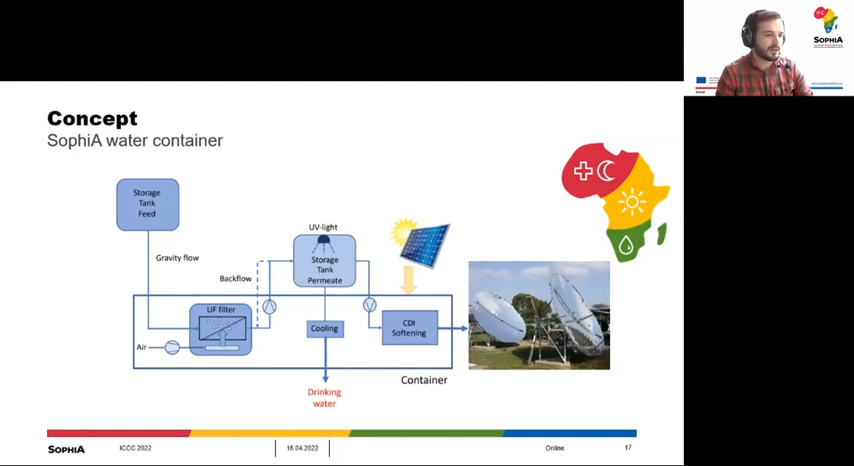 SOPHIA
Concept
SophiA water container
Storage
Tank
Feed
Gravity flow
Backflow
UV-light
Storage
Tank
Permeate
UF filter
Air
Cooling
CDI
Softening
Container
Drinking
water
SOPHIA
ICCC 2022
16.04.2022
Online
17